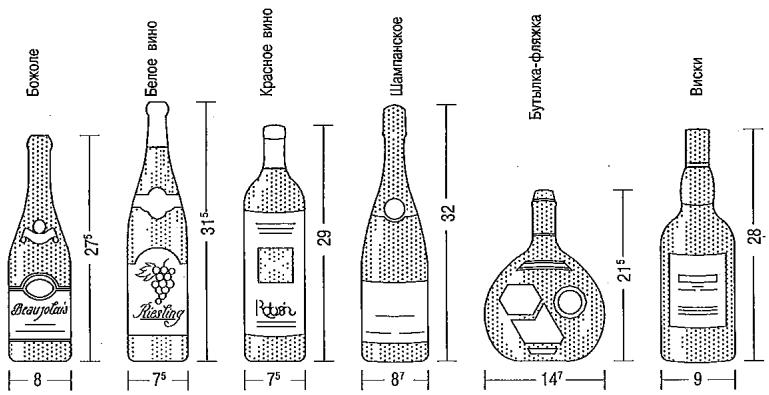 Божоле
Белое вино
Красное вино
Шампанское
Бутылка-фляжка
Виски
Beaujolais
Riesling
27⁵
31⁵
29
32
21⁵
28
8
7⁵
7⁵
8⁷
14⁷
9